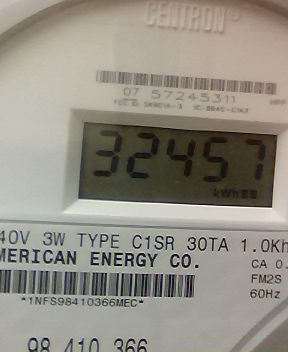 CENTRON®
07 57245311
32457
kWh
40V 3W TYPE C1SR 30TA 1.0Kh
MERICAN ENERGY CO.
CA 0.
FM2S
60Hz
*1NFS98410366MEC*
98 410 366